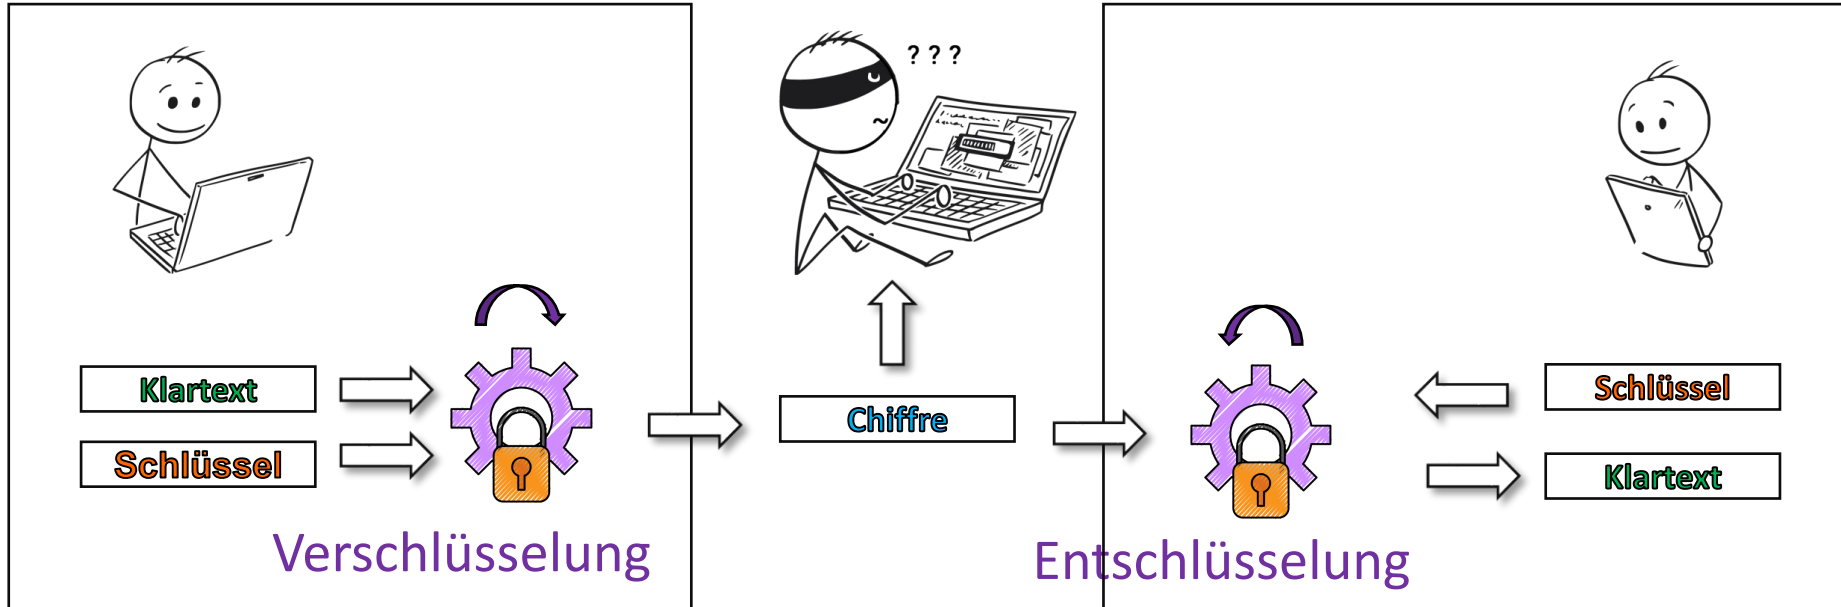 ? ? ?
Klartext
Schlüssel
Verschlüsselung
Chiffre
Schlüssel
Klartext
Entschlüsselung